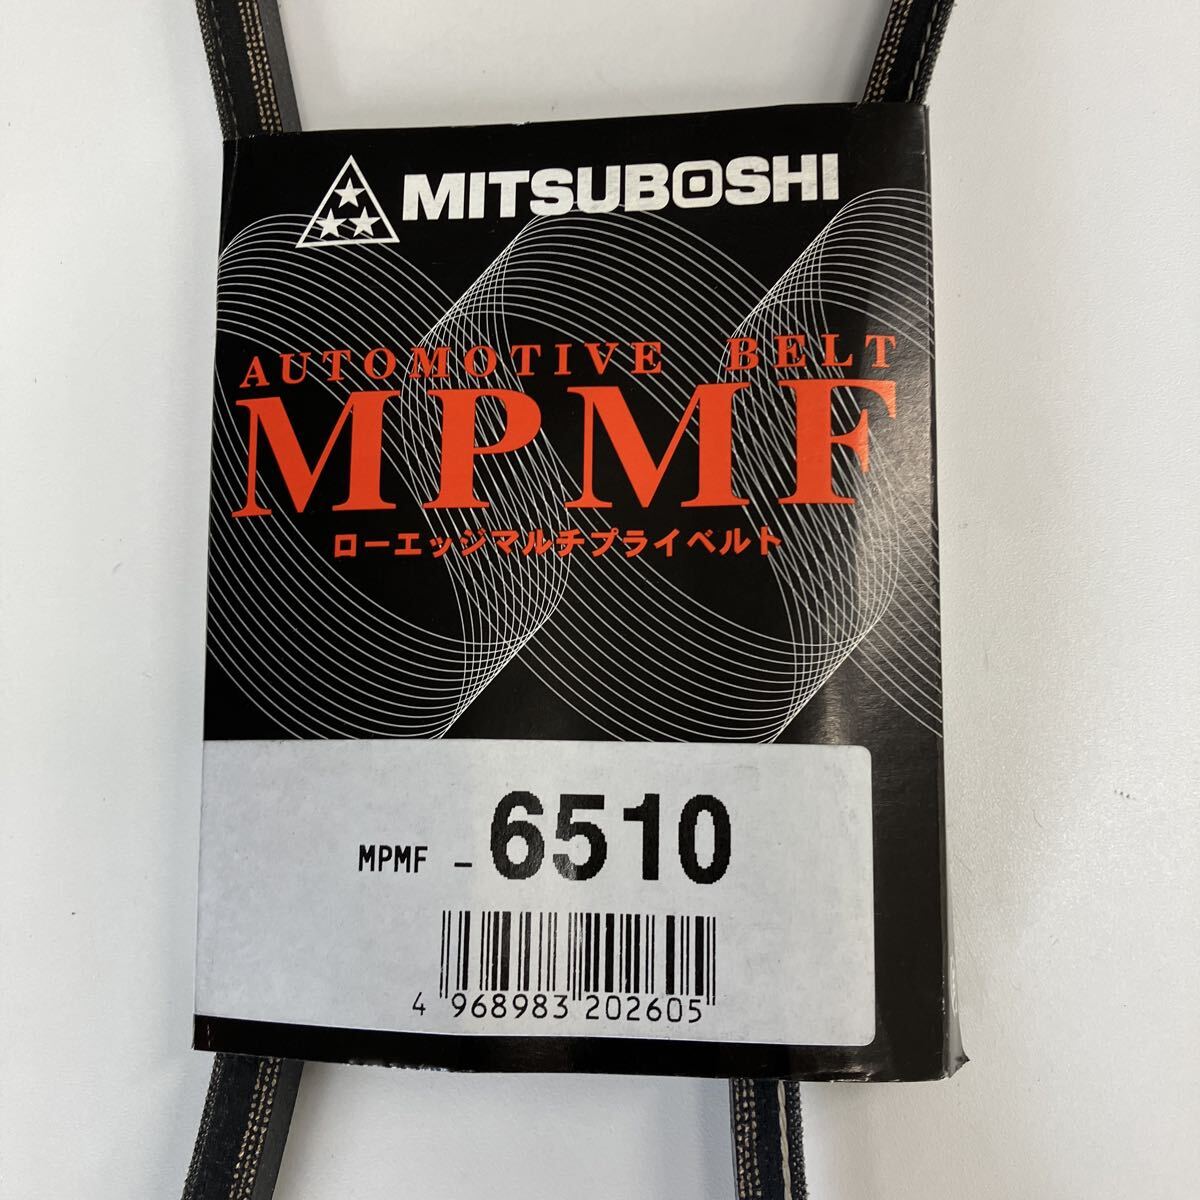 MITSUBOSHI
AUTOMOTIVE BELT
MPMF
ローエッジマルチプライベルト
MPMF - 6510
4 968983 202605